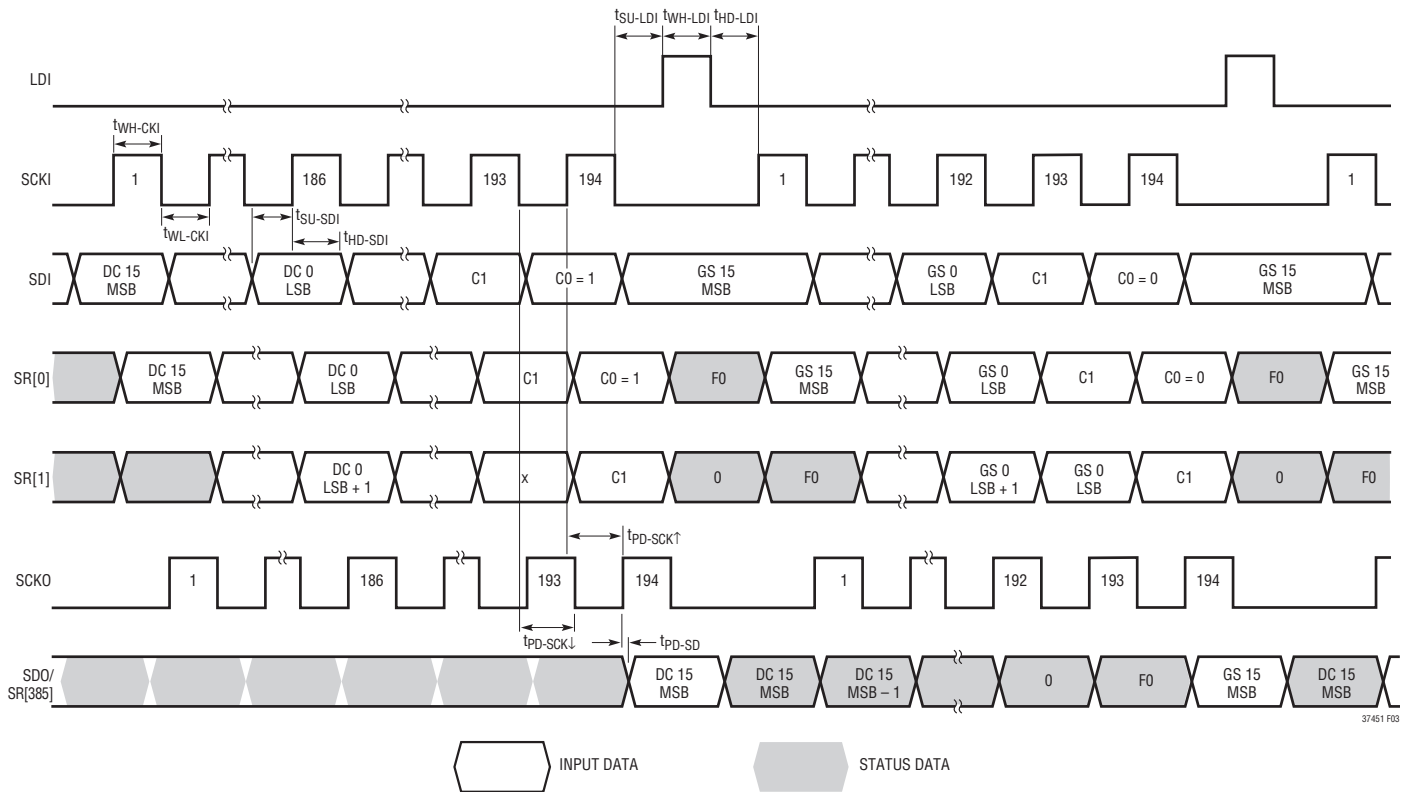 tSU-LDI tWH-LDI tHD-LDI
LDI
tWH-CKI
SCKI 1 186 193 194 1 192 193 194 1
tWL-CKI
tSU-SDI
tHD-SDI
SDI
DC 15
MSB
DC 0
LSB
C1
C0 = 1
GS 15
MSB
GS 0
LSB
C1
C0 = 0
GS 15
MSB
SR[0]
DC 15
MSB
DC 0
LSB
C1
C0 = 1
F0
GS 15
MSB
GS 0
LSB
C1
C0 = 0
F0
GS 15
MSB
SR[1]
DC 0
LSB + 1
x
C1
0
F0
GS 0
LSB + 1
GS 0
LSB
C1
0
F0
tPD-SCK↑
SCKO 1 186 193 194 1 192 193 194
tPD-SCK↓
tPD-SD
SDO/
SR[385]
DC 15
MSB
DC 15
MSB
DC 15
MSB – 1
0
F0
GS 15
MSB
DC 15
MSB
37451 F03
INPUT DATA
STATUS DATA